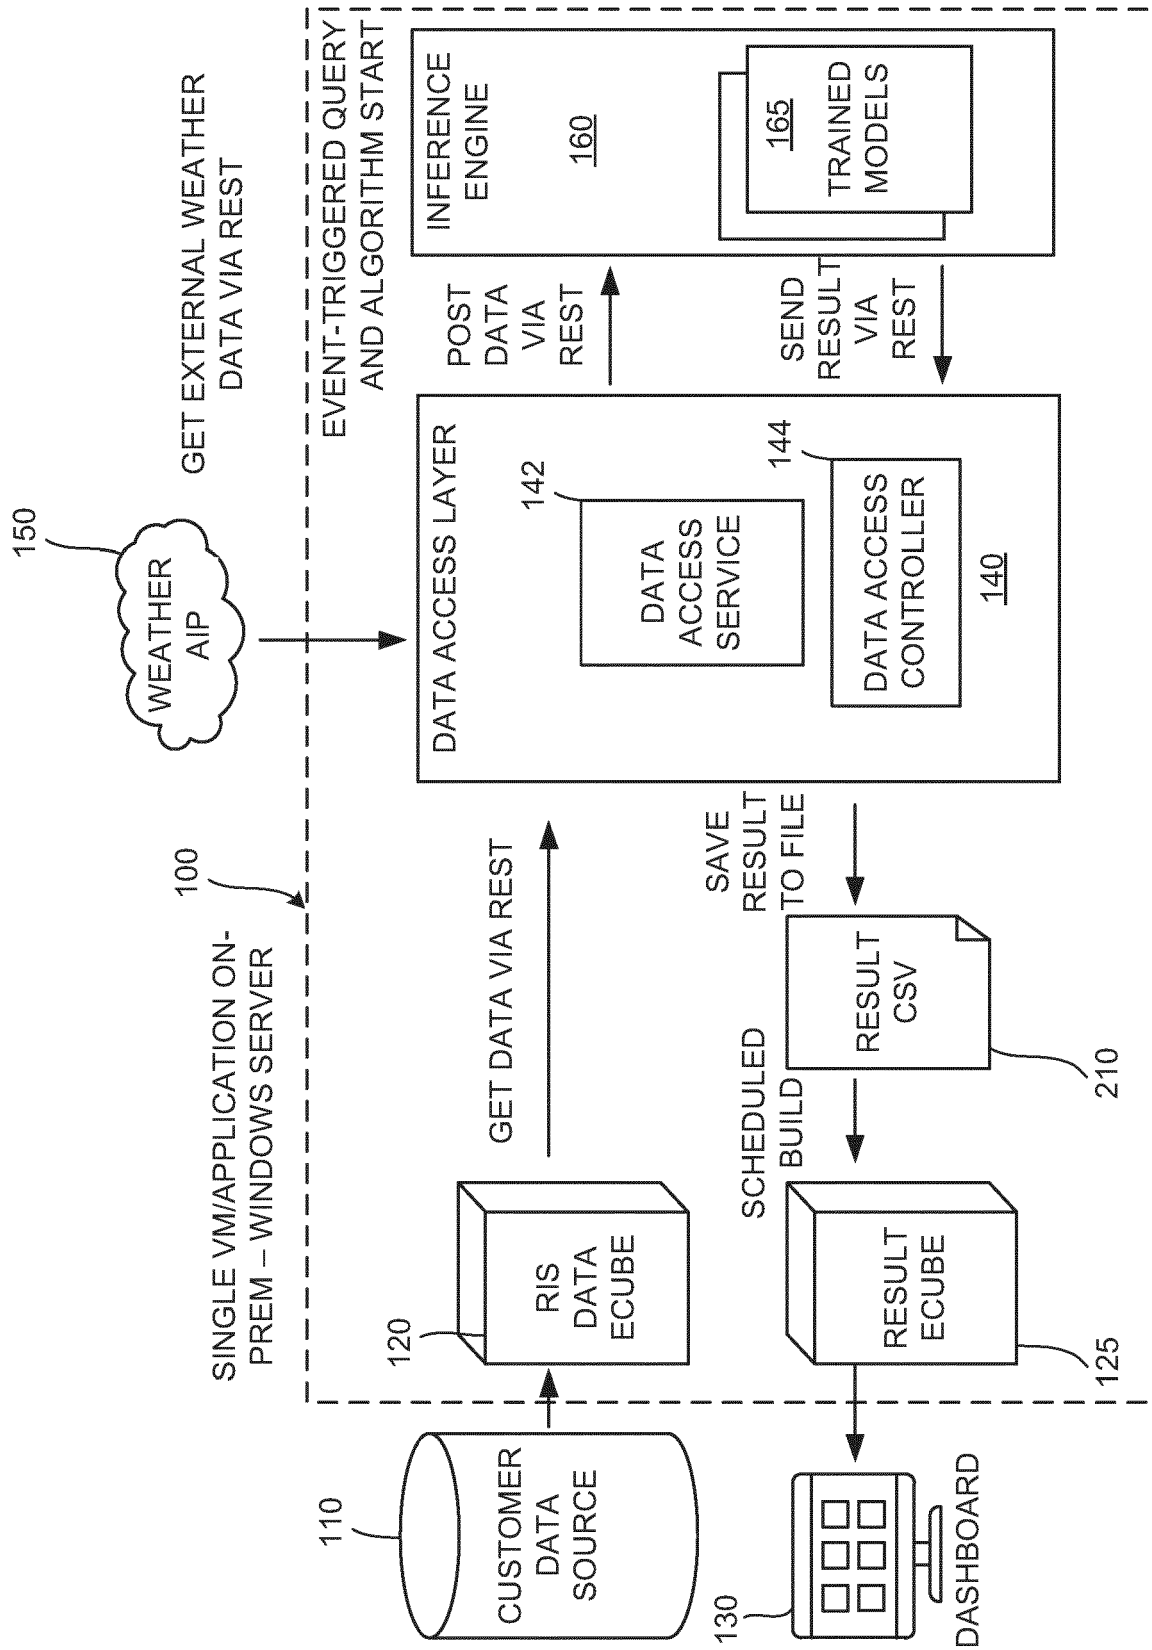 SINGLE VM/APPLICATION ON-
PREM – WINDOWS SERVER
100
WEATHER
AIP
150
GET EXTERNAL WEATHER
DATA VIA REST
EVENT-TRIGGERED QUERY
AND ALGORITHM START
110
CUSTOMER
DATA
SOURCE
120
RIS
DATA
ECUBE
GET DATA VIA REST
DATA ACCESS LAYER
142
DATA
ACCESS
SERVICE
144
DATA ACCESS
CONTROLLER
140
POST
DATA
VIA
REST
INFERENCE
ENGINE
160
165
TRAINED
MODELS
SEND
RESULT
VIA
REST
SAVE
RESULT
TO FILE
RESULT
CSV
210
SCHEDULED
BUILD
RESULT
ECUBE
125
130
DASHBOARD